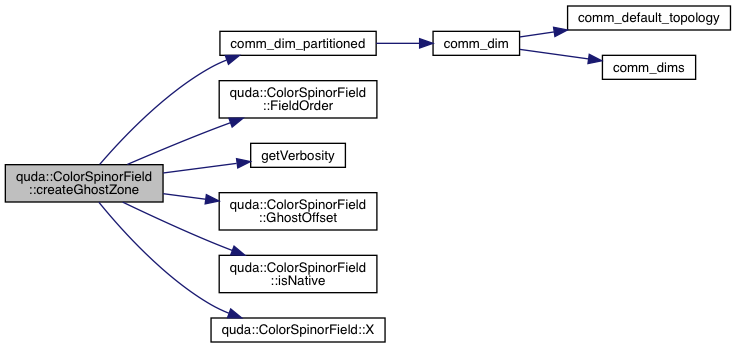 quda::ColorSpinorField
::createGhostZone
comm_dim_partitioned
comm_dim
comm_default_topology
comm_dims
quda::ColorSpinorField
::FieldOrder
getVerbosity
quda::ColorSpinorField
::GhostOffset
quda::ColorSpinorField
::isNative
quda::ColorSpinorField::X